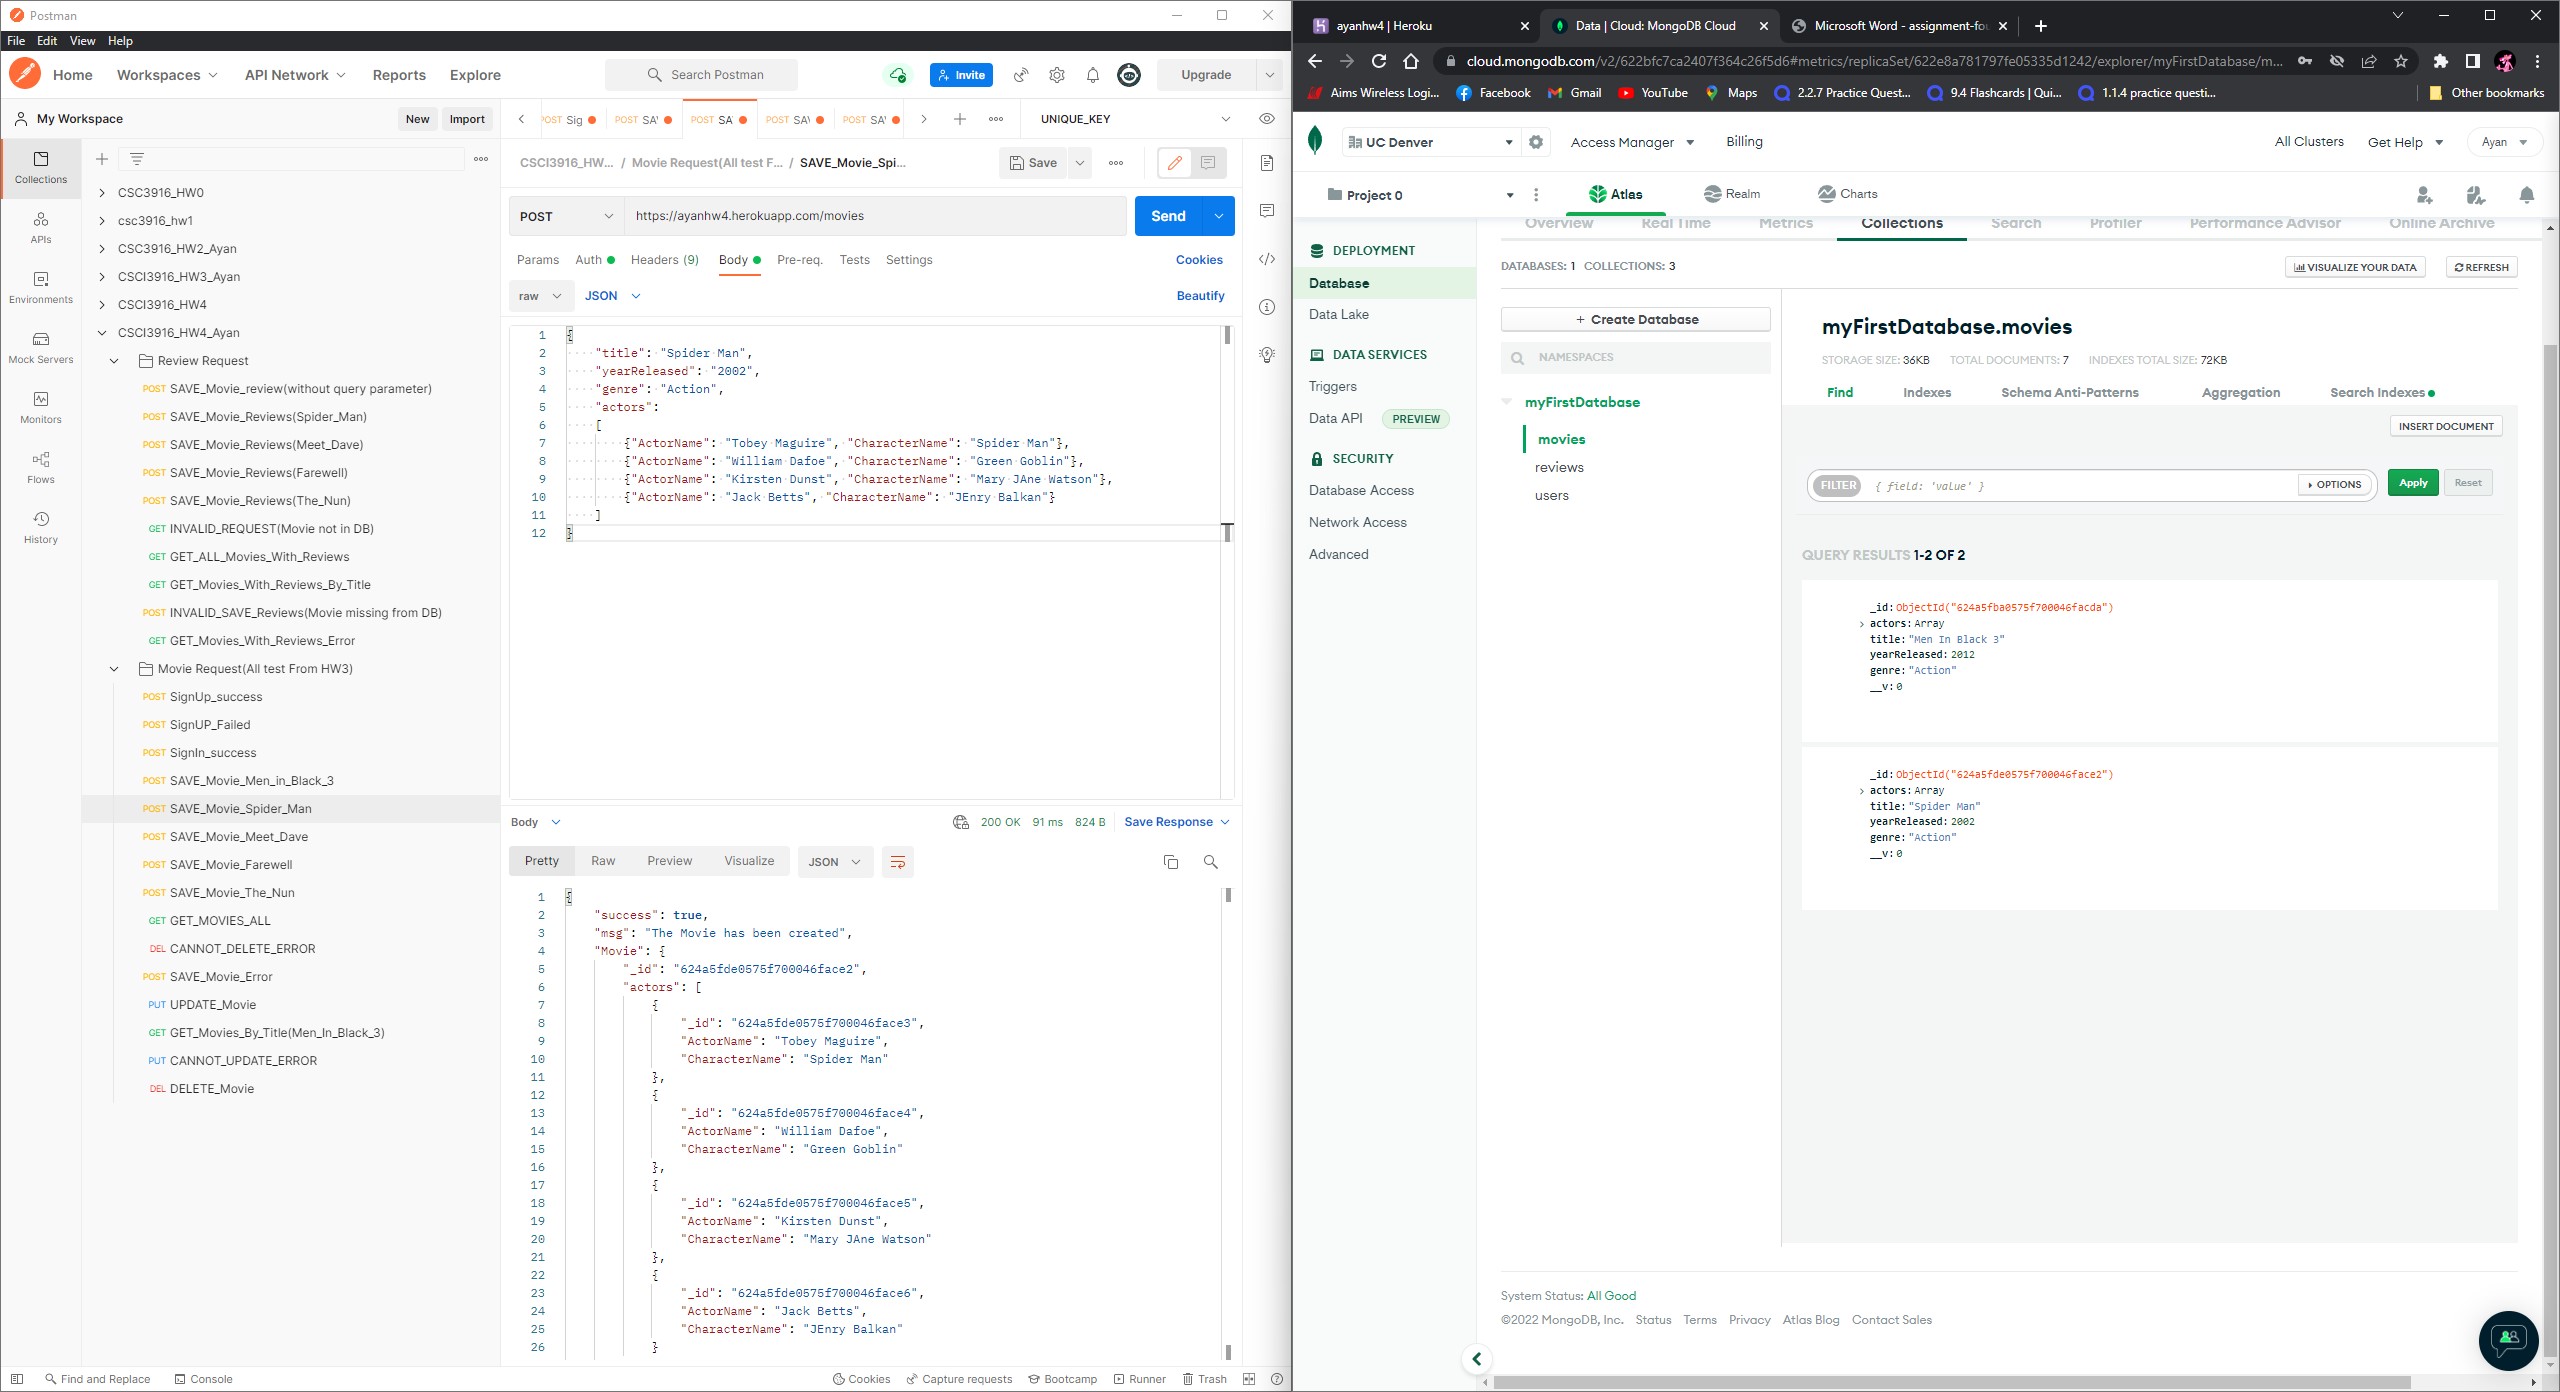 Postman
File Edit View Help
Home Workspaces API Network Reports Explore Search Postman Invite Upgrade
My Workspace New Import
POST Sig POST SA POST SA POST SA POST SA UNIQUE_KEY
Collections
APIs
Environments
Mock Servers
Monitors
Flows
History
CSC3916_HW0
csc3916_hw1
CSC3916_HW2_Ayan
CSCI3916_HW3_Ayan
CSCI3916_HW4
CSCI3916_HW4_Ayan
Review Request
POST SAVE_Movie_review(without query parameter)
POST SAVE_Movie_Reviews(Spider_Man)
POST SAVE_Movie_Reviews(Meet_Dave)
POST SAVE_Movie_Reviews(Farewell)
POST SAVE_Movie_Reviews(The_Nun)
GET INVALID_REQUEST(Movie not in DB)
GET GET_ALL_Movies_With_Reviews
GET GET_Movies_With_Reviews_By_Title
POST INVALID_SAVE_Reviews(Movie missing from DB)
GET GET_Movies_With_Reviews_Error
Movie Request(All test From HW3)
POST SignUp_success
POST SignUP_Failed
POST SignIn_success
POST SAVE_Movie_Men_in_Black_3
POST SAVE_Movie_Spider_Man
POST SAVE_Movie_Meet_Dave
POST SAVE_Movie_Farewell
POST SAVE_Movie_The_Nun
GET GET_MOVIES_ALL
DEL CANNOT_DELETE_ERROR
POST SAVE_Movie_Error
PUT UPDATE_Movie
GET GET_Movies_By_Title(Men_In_Black_3)
PUT CANNOT_UPDATE_ERROR
DEL DELETE_Movie
CSCI3916_HW... / Movie Request(All test F... / SAVE_Movie_Spi... Save
POST https://ayanhw4.herokuapp.com/movies Send
Params Auth Headers (9) Body Pre-req. Tests Settings Cookies
raw JSON Beautify
1 {
2 "title": "Spider Man",
3 "yearReleased": "2002",
4 "genre": "Action",
5 "actors":
6 [
7 {"ActorName": "Tobey Maguire", "CharacterName": "Spider Man"},
8 {"ActorName": "William Dafoe", "CharacterName": "Green Goblin"},
9 {"ActorName": "Kirsten Dunst", "CharacterName": "Mary JAne Watson"},
10 {"ActorName": "Jack Betts", "CharacterName": "JEnry Balkan"}
11 ]
12 }
Body 200 OK 91 ms 824 B Save Response
Pretty Raw Preview Visualize JSON
1 {
2 "success": true,
3 "msg": "The Movie has been created",
4 "Movie": {
5 "_id": "624a5fde0575f700046face2",
6 "actors": [
7 {
8 "_id": "624a5fde0575f700046face3",
9 "ActorName": "Tobey Maguire",
10 "CharacterName": "Spider Man"
11 },
12 {
13 "_id": "624a5fde0575f700046face4",
14 "ActorName": "William Dafoe",
15 "CharacterName": "Green Goblin"
16 },
17 {
18 "_id": "624a5fde0575f700046face5",
19 "ActorName": "Kirsten Dunst",
20 "CharacterName": "Mary JAne Watson"
21 },
22 {
23 "_id": "624a5fde0575f700046face6",
24 "ActorName": "Jack Betts",
25 "CharacterName": "JEnry Balkan"
26 }
Find and Replace Console Cookies Capture requests Bootcamp Runner Trash
ayanhw4 | Heroku Data | Cloud: MongoDB Cloud Microsoft Word - assignment-fou
cloud.mongodb.com/v2/622bfc7ca2407f364c26f5d6#metrics/replicaSet/622e8a781797fe05335d1242/explorer/myFirstDatabase/m...
Aims Wireless Logi... Facebook Gmail YouTube Maps 2.2.7 Practice Quest... 9.4 Flashcards | Qui... 1.1.4 practice questi... Other bookmarks
UC Denver Access Manager Billing All Clusters Get Help Ayan
Project 0 Atlas Realm Charts
Overview Real Time Metrics Collections Search Profiler Performance Advisor Online Archive
DEPLOYMENT
Database
Data Lake
DATA SERVICES
Triggers
Data API PREVIEW
SECURITY
Database Access
Network Access
Advanced
DATABASES: 1 COLLECTIONS: 3 VISUALIZE YOUR DATA REFRESH
+ Create Database
NAMESPACES
myFirstDatabase
movies
reviews
users
myFirstDatabase.movies
STORAGE SIZE: 36KB TOTAL DOCUMENTS: 7 INDEXES TOTAL SIZE: 72KB
Find Indexes Schema Anti-Patterns Aggregation Search Indexes
INSERT DOCUMENT
FILTER { field: 'value' } OPTIONS Apply Reset
QUERY RESULTS 1-2 OF 2
_id: ObjectId("624a5fba0575f700046facda")
actors: Array
title: "Men In Black 3"
yearReleased: 2012
genre: "Action"
__v: 0
_id: ObjectId("624a5fde0575f700046face2")
actors: Array
title: "Spider Man"
yearReleased: 2002
genre: "Action"
__v: 0
System Status: All Good
©2022 MongoDB, Inc. Status Terms Privacy Atlas Blog Contact Sales